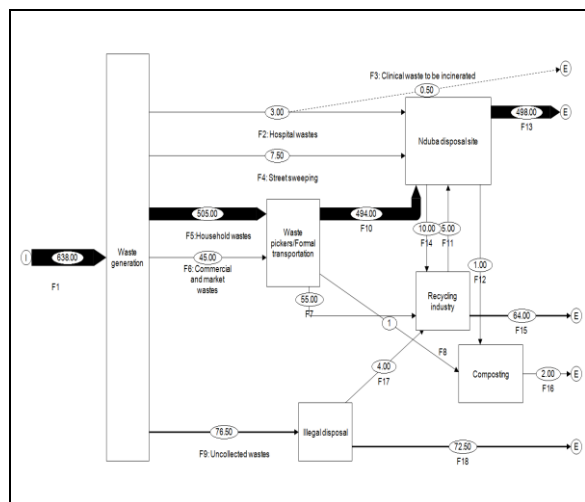 F3: Clinical waste to be incinerated
E
0.50
3.00
F2: Hospital wastes
Nduba disposal site
498.00
E
F13
7.50
F4: Street sweeping
505.00
F5:Household wastes
Waste
pickers/Formal
transportation
494.00
F10
10.00
F14
5.00
F11
1.00
F12
I
638.00
F1
Waste
generation
45.00
F6: Commercial
and market
wastes
55.00
F7
1
F8
Recycling
industry
64.00
E
F15
4.00
F17
Composting
2.00
E
F16
76.50
F9: Uncollected wastes
Illegal disposal
72.50
E
F18